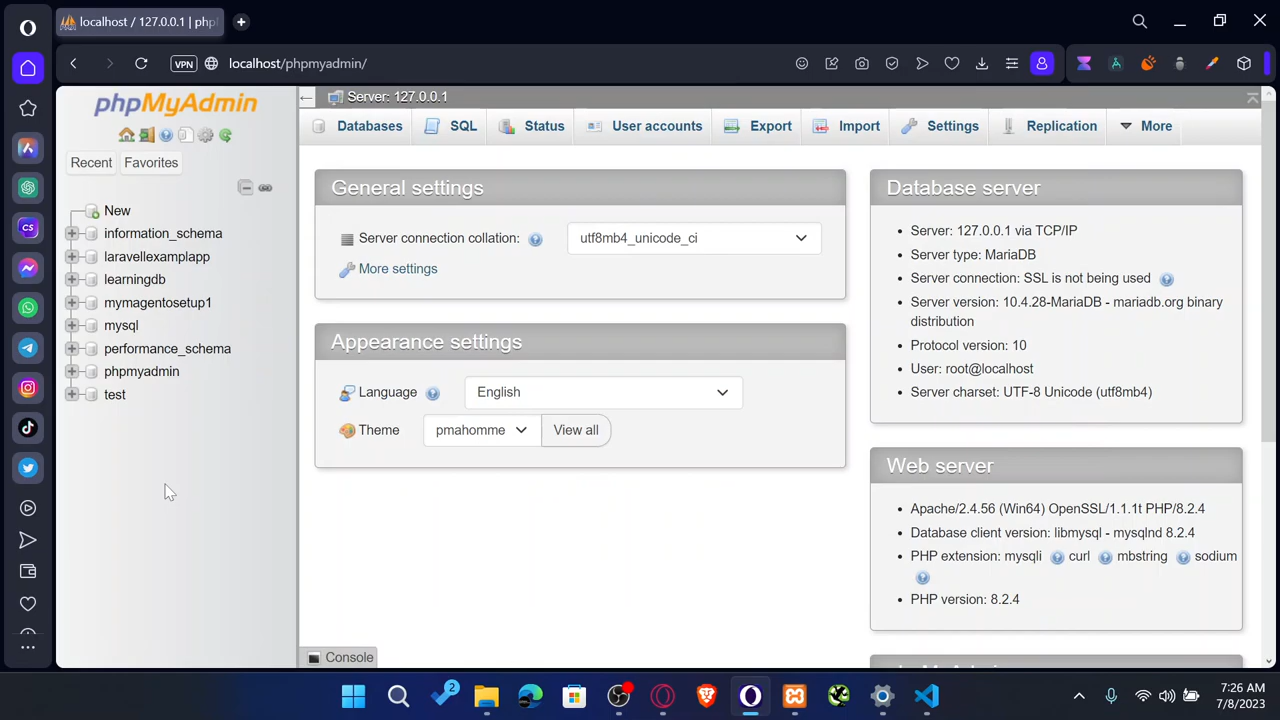 localhost / 127.0.0.1 | ph
VPN
localhost/phpmyadmin/
phpMyAdmin
Recent
Favorites
New
information_schema
laravellexamplapp
learningdb
mymagentosetup1
mysql
performance_schema
phpmyadmin
test
Server: 127.0.0.1
Databases
SQL
Status
User accounts
Export
Import
Settings
Replication
More
General settings
Server connection collation:
utf8mb4_unicode_ci
More settings
Appearance settings
Language
English
Theme
pmahomme
View all
Console
Database server
Server: 127.0.0.1 via TCP/IP
Server type: MariaDB
Server connection: SSL is not being used
Server version: 10.4.28-MariaDB - mariadb.org binary
distribution
Protocol version: 10
User: root@localhost
Server charset: UTF-8 Unicode (utf8mb4)
Web server
Apache/2.4.56 (Win64) OpenSSL/1.1.1t PHP/8.2.4
Database client version: libmysql - mysqlnd 8.2.4
PHP extension: mysqli curl mbstring sodium
PHP version: 8.2.4
CS
2
7:26 AM
7/8/2023